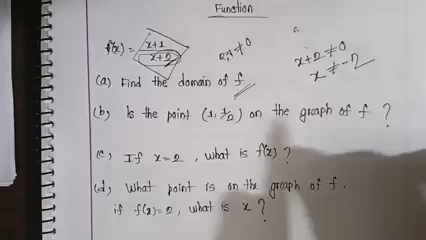 Function
f(x) = x+1/x+2
x+2 ≠ 0
x ≠ -2
(a) Find the domain of f
(b) Is the point (1, 1/2) on the graph of f ?
(c) If x=2, what is f(x) ?
(d) What point is on the graph of f.
if f(x)=2, what is x ?